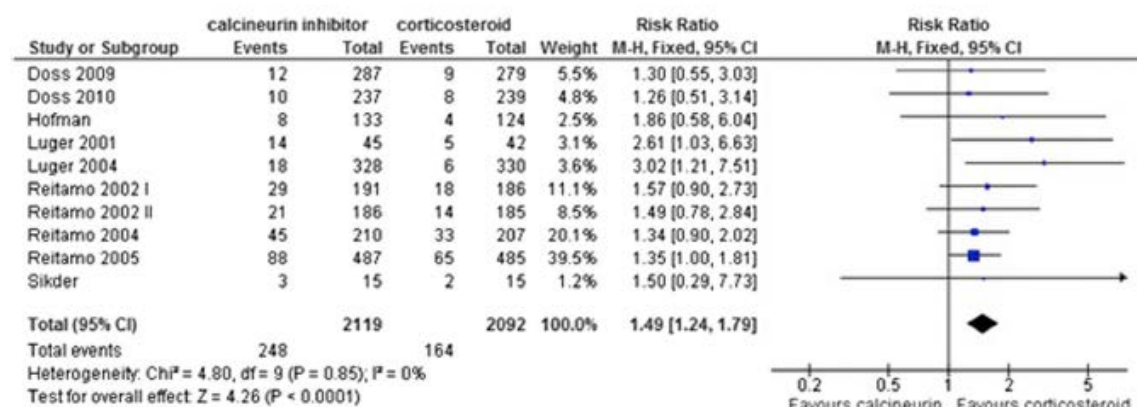 calcineurin inhibitor corticosteroid Risk Ratio Risk Ratio
Study or Subgroup Events Total Events Total Weight M-H, Fixed, 95% CI M-H, Fixed, 95% CI
Doss 2009 12 287 9 279 5.5% 1.30 [0.55, 3.03]
Doss 2010 10 237 8 239 4.8% 1.26 [0.51, 3.14]
Hofman 8 133 4 124 2.5% 1.86 [0.58, 6.04]
Luger 2001 14 45 5 42 3.1% 2.61 [1.03, 6.63]
Luger 2004 18 328 6 330 3.6% 3.02 [1.21, 7.51]
Reitamo 2002 I 29 191 18 186 11.1% 1.57 [0.90, 2.73]
Reitamo 2002 II 21 186 14 185 8.5% 1.49 [0.78, 2.84]
Reitamo 2004 45 210 33 207 20.1% 1.34 [0.90, 2.02]
Reitamo 2005 88 487 65 485 39.5% 1.35 [1.00, 1.81]
Sikder 3 15 2 15 1.2% 1.50 [0.29, 7.73]
Total (95% CI) 2119 2092 100.0% 1.49 [1.24, 1.79]
Total events 248 164
Heterogeneity: Chi² = 4.80, df = 9 (P = 0.85); I² = 0%
Test for overall effect: Z = 4.26 (P < 0.0001)
0.2 0.5 1 2 5
Favours calcineurin Favours corticosteroid